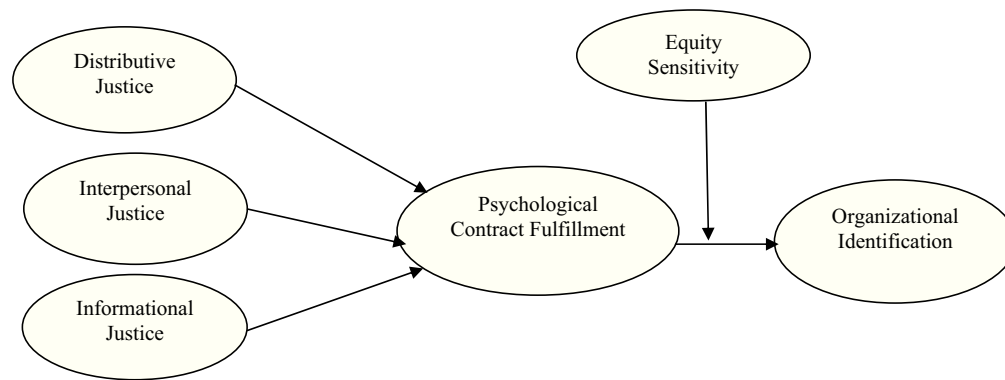 Distributive
Justice
Equity
Sensitivity
Interpersonal
Justice
Psychological
Contract Fulfillment
Organizational
Identification
Informational
Justice